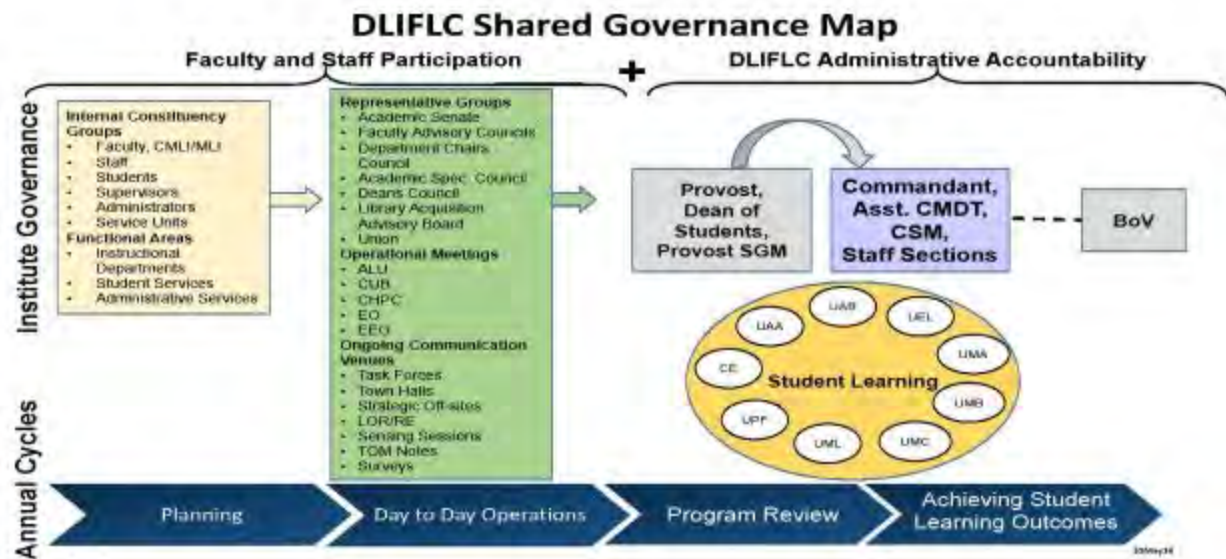 DLIFLC Shared Governance Map
Faculty and Staff Participation
+
DLIFLC Administrative Accountability
Institute Governance
Internal Constituency
Groups
• Faculty, CMLI/MLI
• Staff
• Students
• Supervisors
• Administrators
• Service Units
Functional Areas
• Instructional
Departments
• Student Services
• Administrative Services
Representative Groups
• Academic Senate
• Faculty Advisory Councils
• Department Chairs
Council
• Academic Spec. Council
• Deans Council
• Library Acquisition
Advisory Board
• Union
Operational Meetings
• ALU
• CUB
• CHPC
• EO
• EEO
Ongoing Communication
Venues
• Task Forces
• Town Halls
• Strategic Off-sites
• LOR/RE
• Sensing Sessions
• TOM Notes
• Surveys
Provost,
Dean of
Students,
Provost SGM
Commandant,
Asst. CMDT,
CSM,
Staff Sections
BoV
Student Learning
UAA
UAB
UEL
UMA
UMB
UMC
UML
UPF
CE
Annual Cycles
Planning
Day to Day Operations
Program Review
Achieving Student
Learning Outcomes